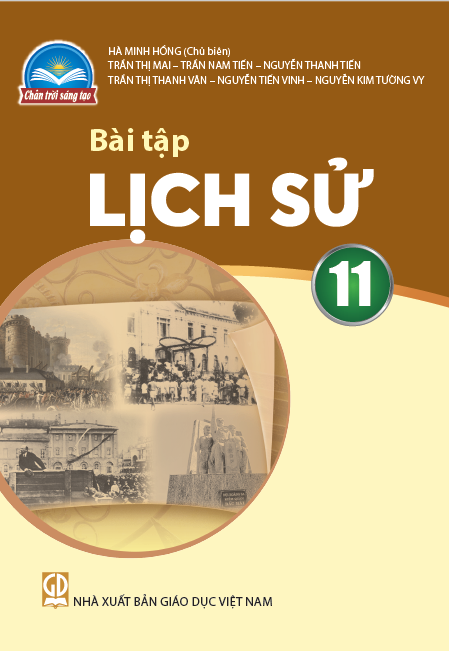 HÀ MINH HỒNG (Chủ biên)
TRẦN THỊ MAI – TRẦN NAM TIẾN – NGUYỄN THANH TIẾN
TRẦN THỊ THANH VÂN – NGUYỄN TIẾN VINH – NGUYỄN KIM TƯỜNG VY
Chân trời sáng tạo
Bài tập
LỊCH SỬ
11
GD
NHÀ XUẤT BẢN GIÁO DỤC VIỆT NAM